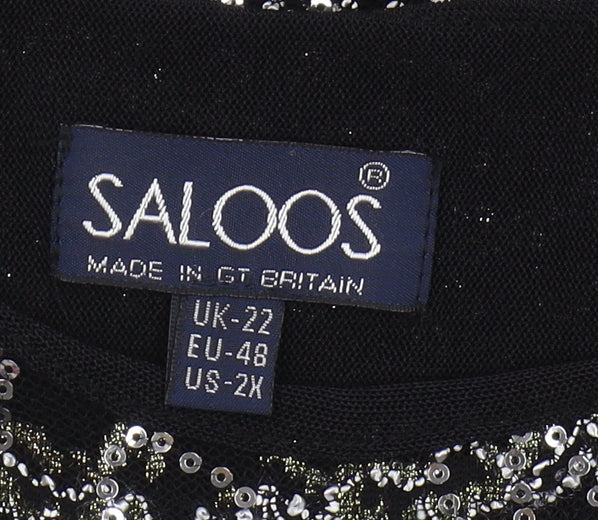 SALOOS®
MADE IN GT BRITAIN
UK-22
EU-48
US-2X